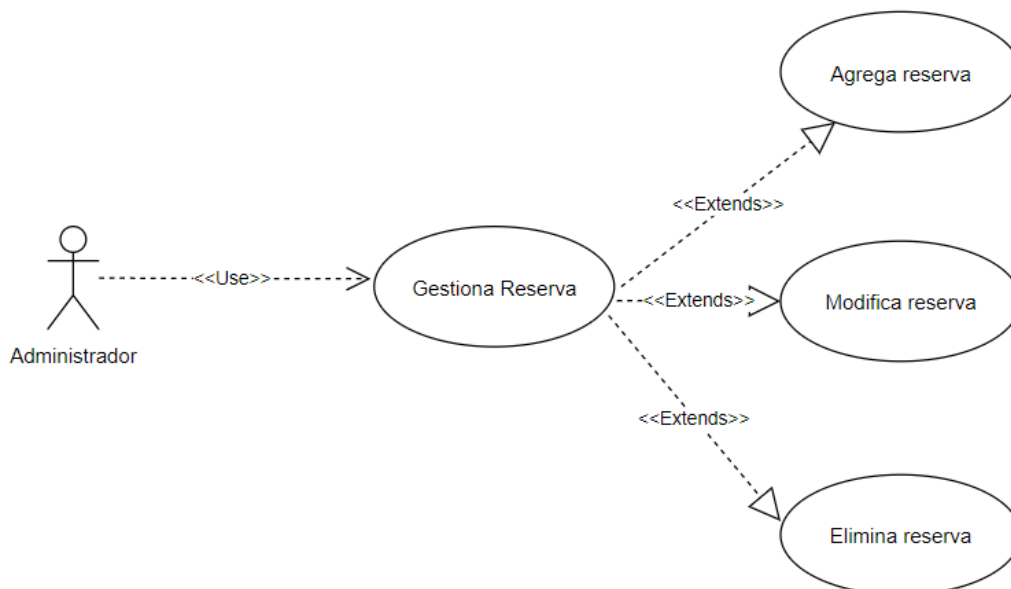 Agrega reserva
<<Extends>>
<<Use>>
Gestiona Reserva
<<Extends>>
Modifica reserva
Administrador
<<Extends>>
Elimina reserva